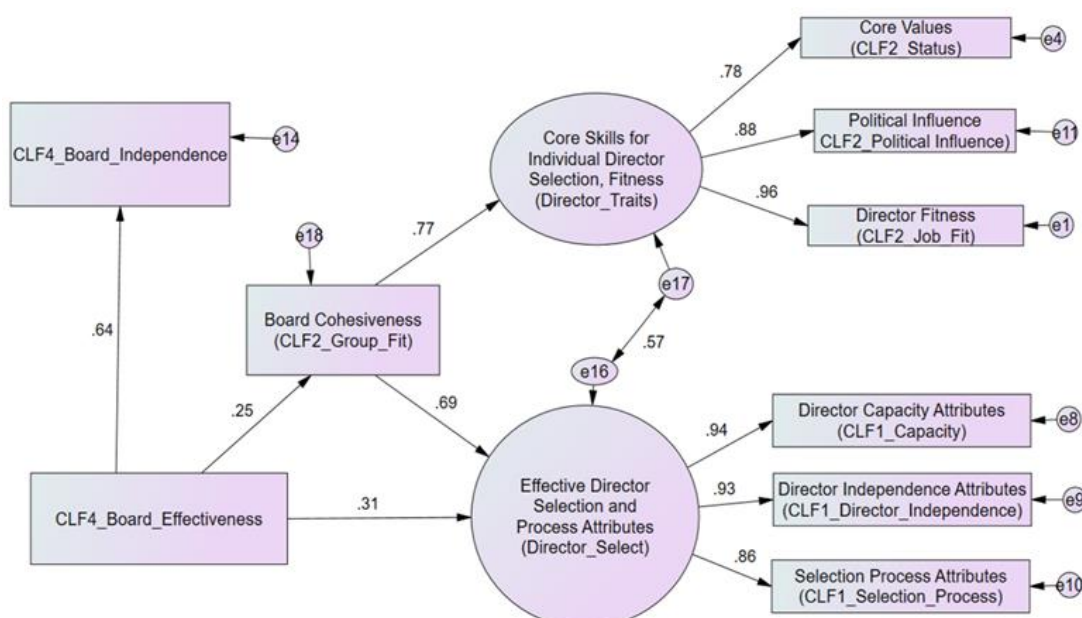 Core Values
(CLF2_Status)
e4
.78
Political Influence
CLF2_Political Influence)
e11
.88
Core Skills for
Individual Director
Selection, Fitness
(Director_Traits)
CLF4_Board_Independence
e14
.96
Director Fitness
(CLF2_Job_Fit)
e1
e18
.77
e17
Board Cohesiveness
(CLF2_Group_Fit)
.64
.57
e16
.25
.69
Director Capacity Attributes
(CLF1_Capacity)
e8
.94
Effective Director
Selection and
Process Attributes
(Director_Select)
CLF4_Board_Effectiveness
.31
.93
Director Independence Attributes
(CLF1_Director_Independence)
e9
.86
Selection Process Attributes
(CLF1_Selection_Process)
e10